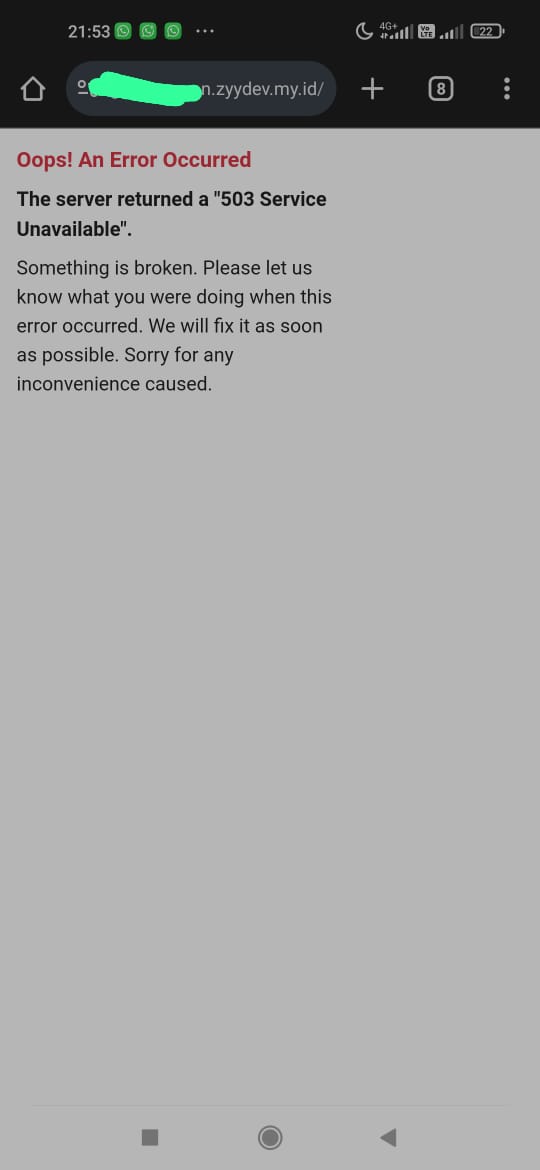 21:53
4G+
Vo
LTE
22
n.zyydev.my.id/
8
Oops! An Error Occurred
The server returned a "503 Service
Unavailable".
Something is broken. Please let us
know what you were doing when this
error occurred. We will fix it as soon
as possible. Sorry for any
inconvenience caused.